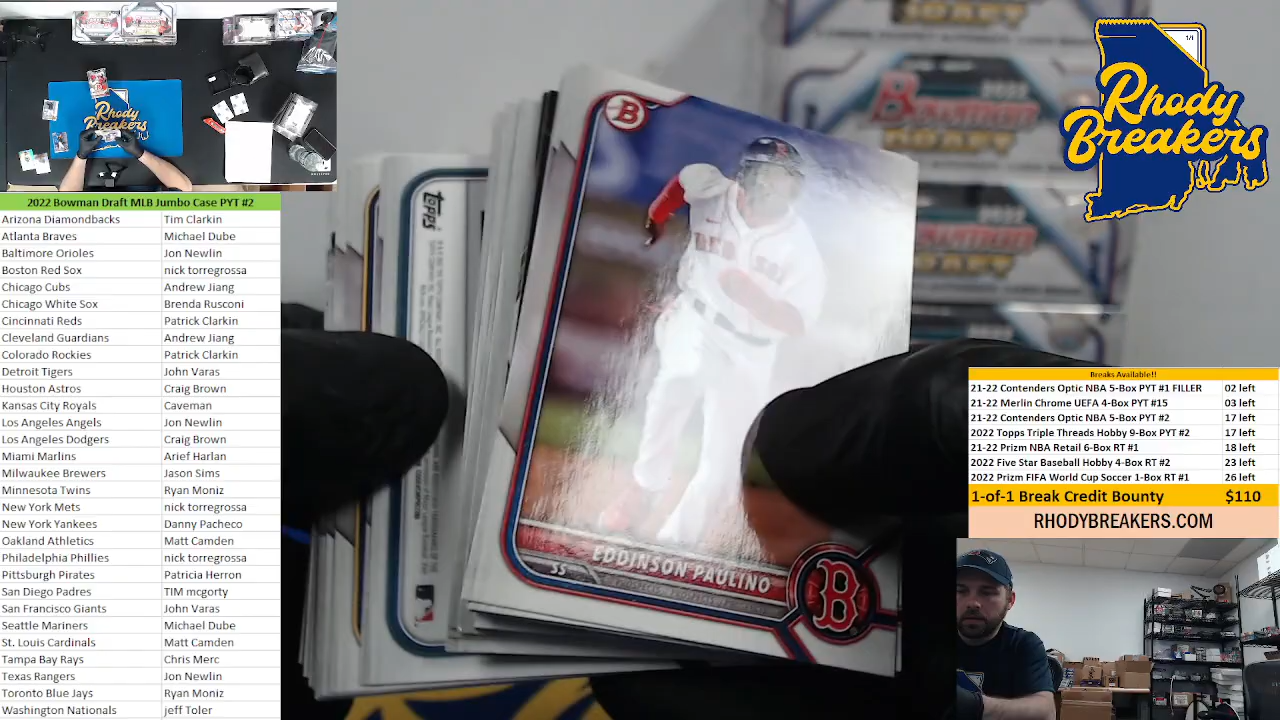 2022 Bowman Draft MLB Jumbo Case PYT #2
Arizona Diamondbacks Tim Clarkin
Atlanta Braves Michael Dube
Baltimore Orioles Jon Newlin
Boston Red Sox nick torregrossa
Chicago Cubs Andrew Jiang
Chicago White Sox Brenda Rusconi
Cincinnati Reds Patrick Clarkin
Cleveland Guardians Andrew Jiang
Colorado Rockies Patrick Clarkin
Detroit Tigers John Varas
Houston Astros Craig Brown
Kansas City Royals Caveman
Los Angeles Angels Jon Newlin
Los Angeles Dodgers Craig Brown
Miami Marlins Arief Harlan
Milwaukee Brewers Jason Sims
Minnesota Twins Ryan Moniz
New York Mets nick torregrossa
New York Yankees Danny Pacheco
Oakland Athletics Matt Camden
Philadelphia Phillies nick torregrossa
Pittsburgh Pirates Patricia Herron
San Diego Padres TIM mcgorty
San Francisco Giants John Varas
Seattle Mariners Michael Dube
St. Louis Cardinals Matt Camden
Tampa Bay Rays Chris Merc
Texas Rangers Jon Newlin
Toronto Blue Jays Ryan Moniz
Washington Nationals jeff Toler
Topps
B
EDDINSON PAULINO
SS
B
2022
BOWMAN
DRAFT
2022
DRAFT
1/1
Rhody
Breakers
Breaks Available!!
21-22 Contenders Optic NBA 5-Box PYT #1 FILLER 02 left
21-22 Merlin Chrome UEFA 4-Box PYT #15 03 left
21-22 Contenders Optic NBA 5-Box PYT #2 17 left
2022 Topps Triple Threads Hobby 9-Box PYT #2 17 left
21-22 Prizm NBA Retail 6-Box RT #1 18 left
2022 Five Star Baseball Hobby 4-Box RT #2 23 left
2022 Prizm FIFA World Cup Soccer 1-Box RT #1 26 left
1-of-1 Break Credit Bounty $110
RHODYBREAKERS.COM